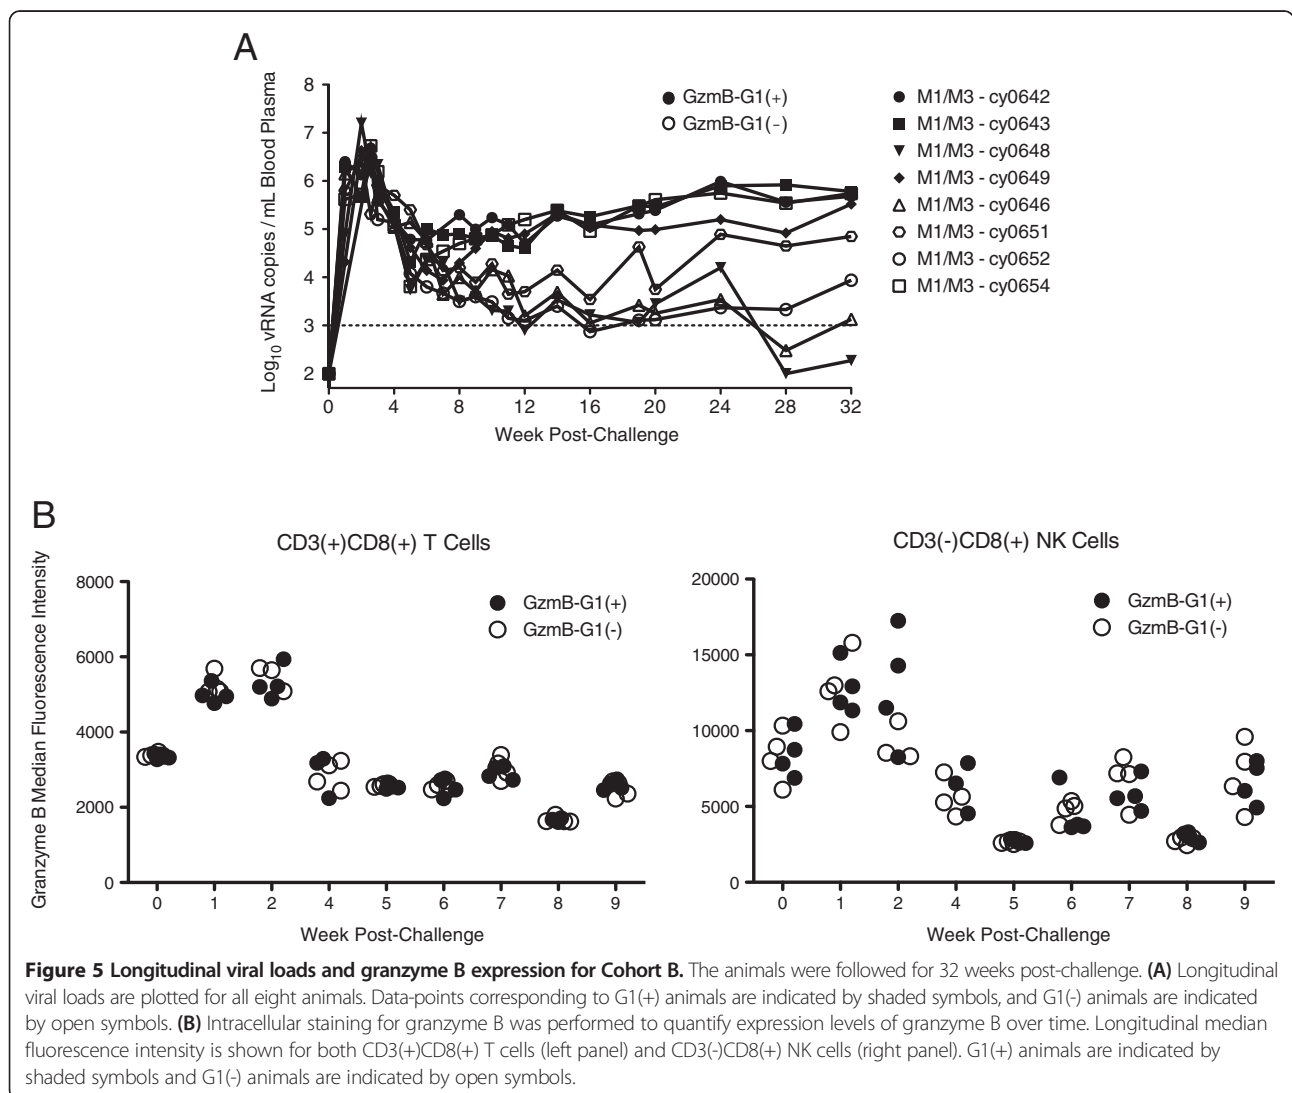 A
Log10 vRNA copies / mL Blood Plasma
8
7
6
5
4
3
2
0 4 8 12 16 20 24 28 32
Week Post-Challenge
GzmB-G1(+)
GzmB-G1(-)
M1/M3 - cy0642
M1/M3 - cy0643
M1/M3 - cy0648
M1/M3 - cy0649
M1/M3 - cy0646
M1/M3 - cy0651
M1/M3 - cy0652
M1/M3 - cy0654
B
CD3(+)CD8(+) T Cells
Granzyme B Median Fluorescence Intensity
8000
6000
4000
2000
0
0 1 2 4 5 6 7 8 9
Week Post-Challenge
GzmB-G1(+)
GzmB-G1(-)
CD3(-)CD8(+) NK Cells
20000
15000
10000
5000
0
0 1 2 4 5 6 7 8 9
Week Post-Challenge
GzmB-G1(+)
GzmB-G1(-)
Figure 5 Longitudinal viral loads and granzyme B expression for Cohort B. The animals were followed for 32 weeks post-challenge. (A) Longitudinal
viral loads are plotted for all eight animals. Data-points corresponding to G1(+) animals are indicated by shaded symbols, and G1(-) animals are indicated
by open symbols. (B) Intracellular staining for granzyme B was performed to quantify expression levels of granzyme B over time. Longitudinal median
fluorescence intensity is shown for both CD3(+)CD8(+) T cells (left panel) and CD3(-)CD8(+) NK cells (right panel). G1(+) animals are indicated by
shaded symbols and G1(-) animals are indicated by open symbols.